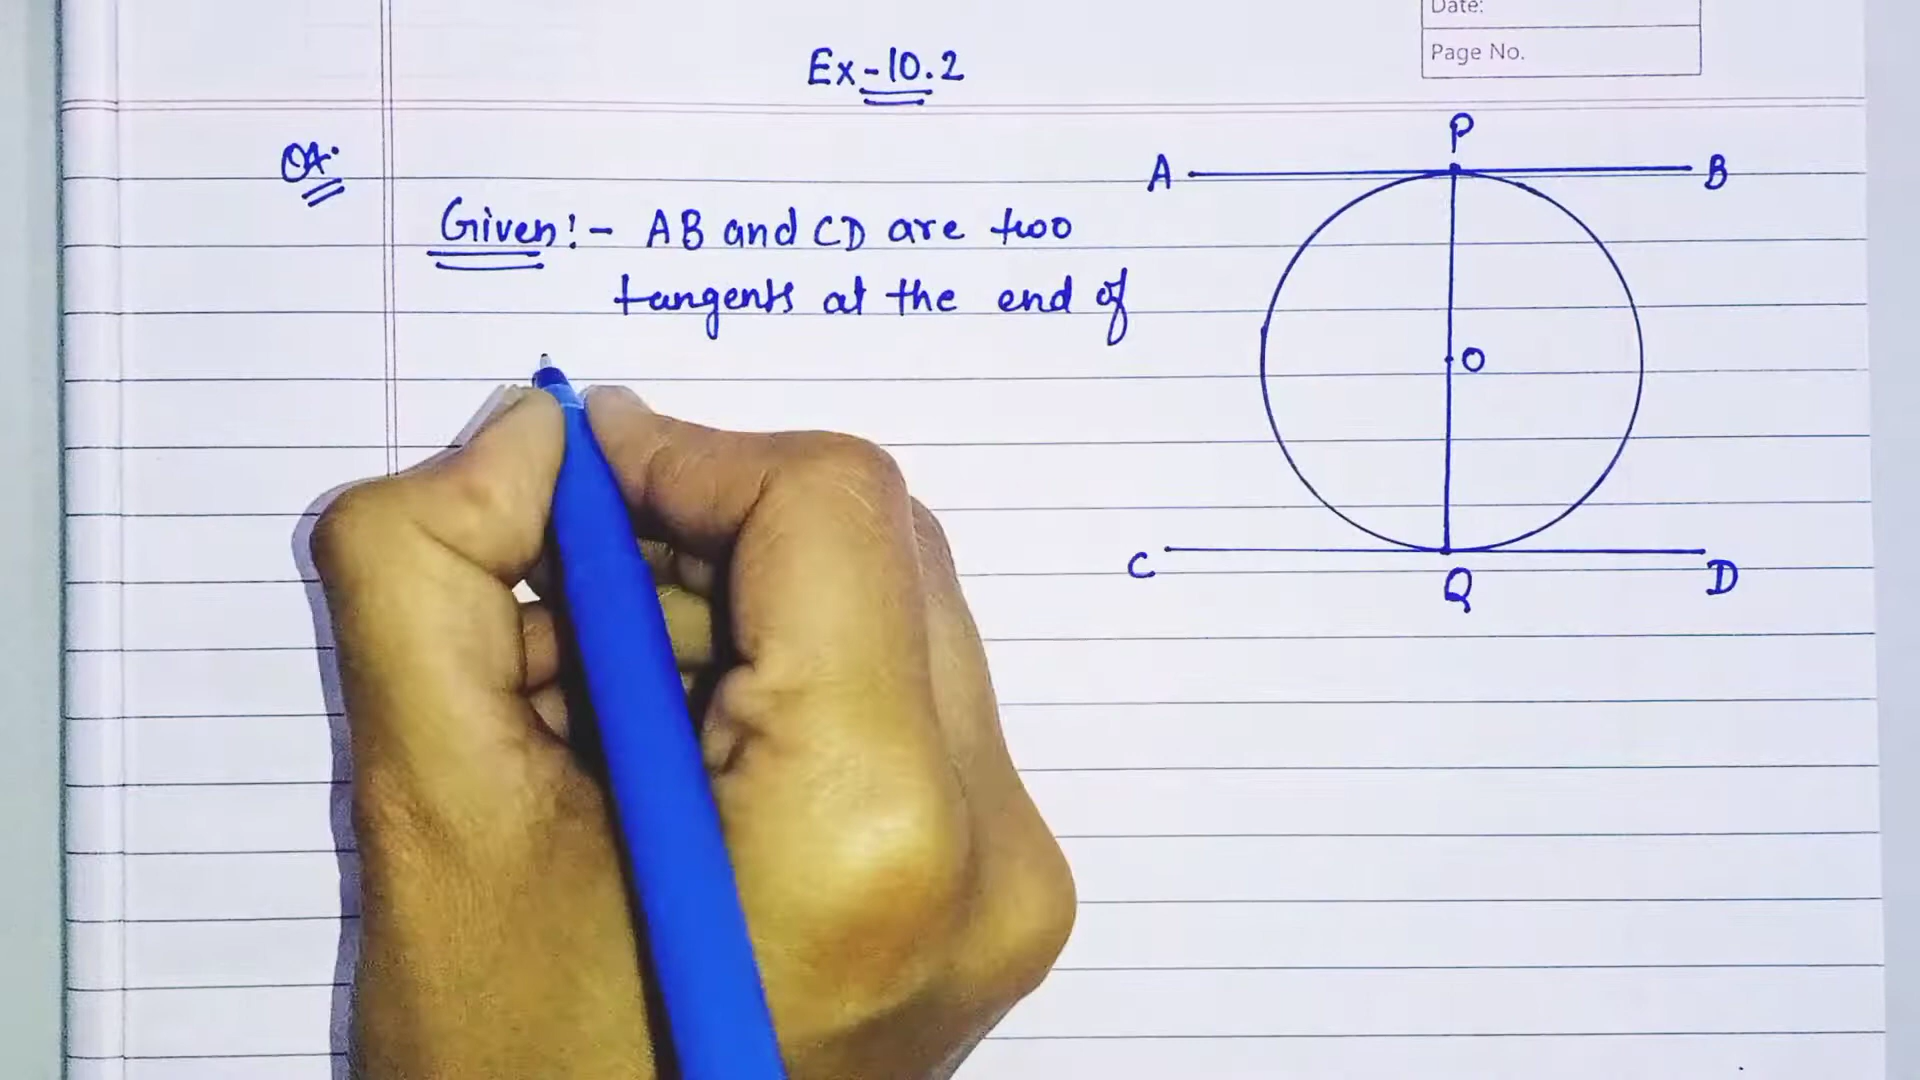 Date:
Page No.
Ex-10.2
Q4.
Given:- AB and CD are two
tangents at the end of
P
A
B
O
C
Q
D